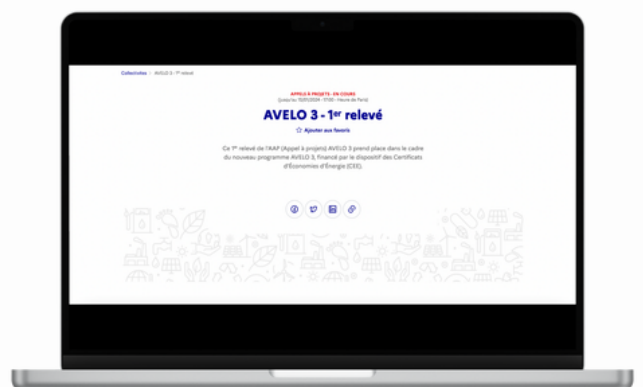 Collectivités > AVELO 3 - 1er relevé
APPELS À PROJETS - EN COURS
AVELO 3 - 1er relevé
Ajouter aux favoris
Ce 1er relevé de l'AAP (Appel à projets) AVELO 3 prend place dans le cadre
du nouveau programme AVELO 3, financé par le dispositif des Certificats
d'Économies d'Énergie (CEE).